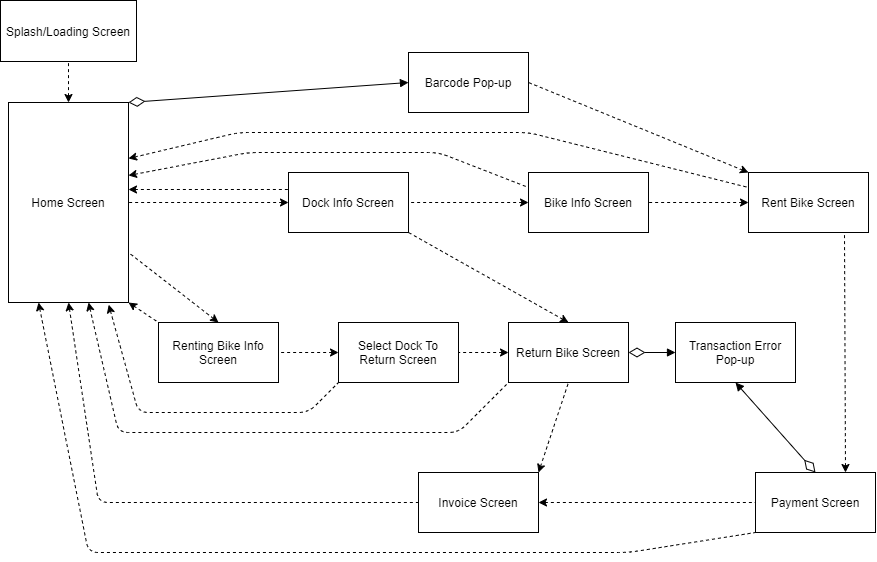 Splash/Loading Screen
Barcode Pop-up
Home Screen
Dock Info Screen
Bike Info Screen
Rent Bike Screen
Renting Bike Info
Screen
Select Dock To
Return Screen
Return Bike Screen
Transaction Error
Pop-up
Invoice Screen
Payment Screen